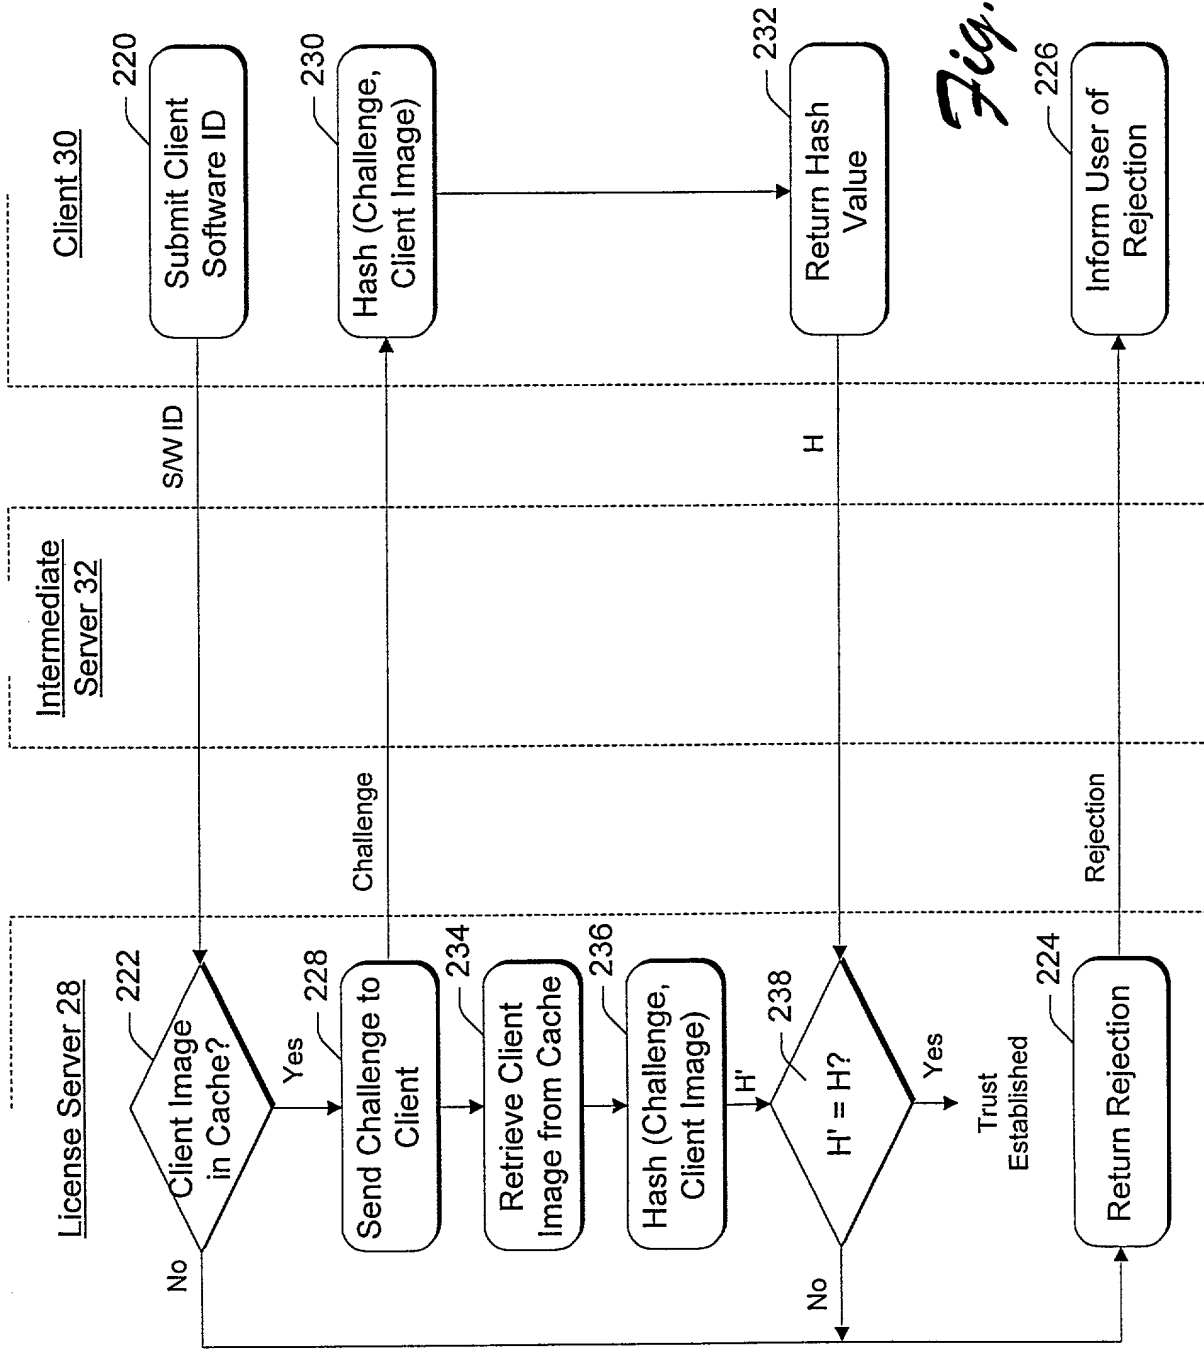 License Server 28
Intermediate
Server 32
Client 30
222
Client Image
in Cache?
No
Yes
S/W ID
220
Submit Client
Software ID
228
Send Challenge to
Client
Challenge
230
Hash (Challenge,
Client Image)
234
Retrieve Client
Image from Cache
236
Hash (Challenge,
Client Image)
H'
238
H' = H?
No
Yes
H
232
Return Hash
Value
Trust
Established
224
Return Rejection
Rejection
226
Inform User of
Rejection
Fig.